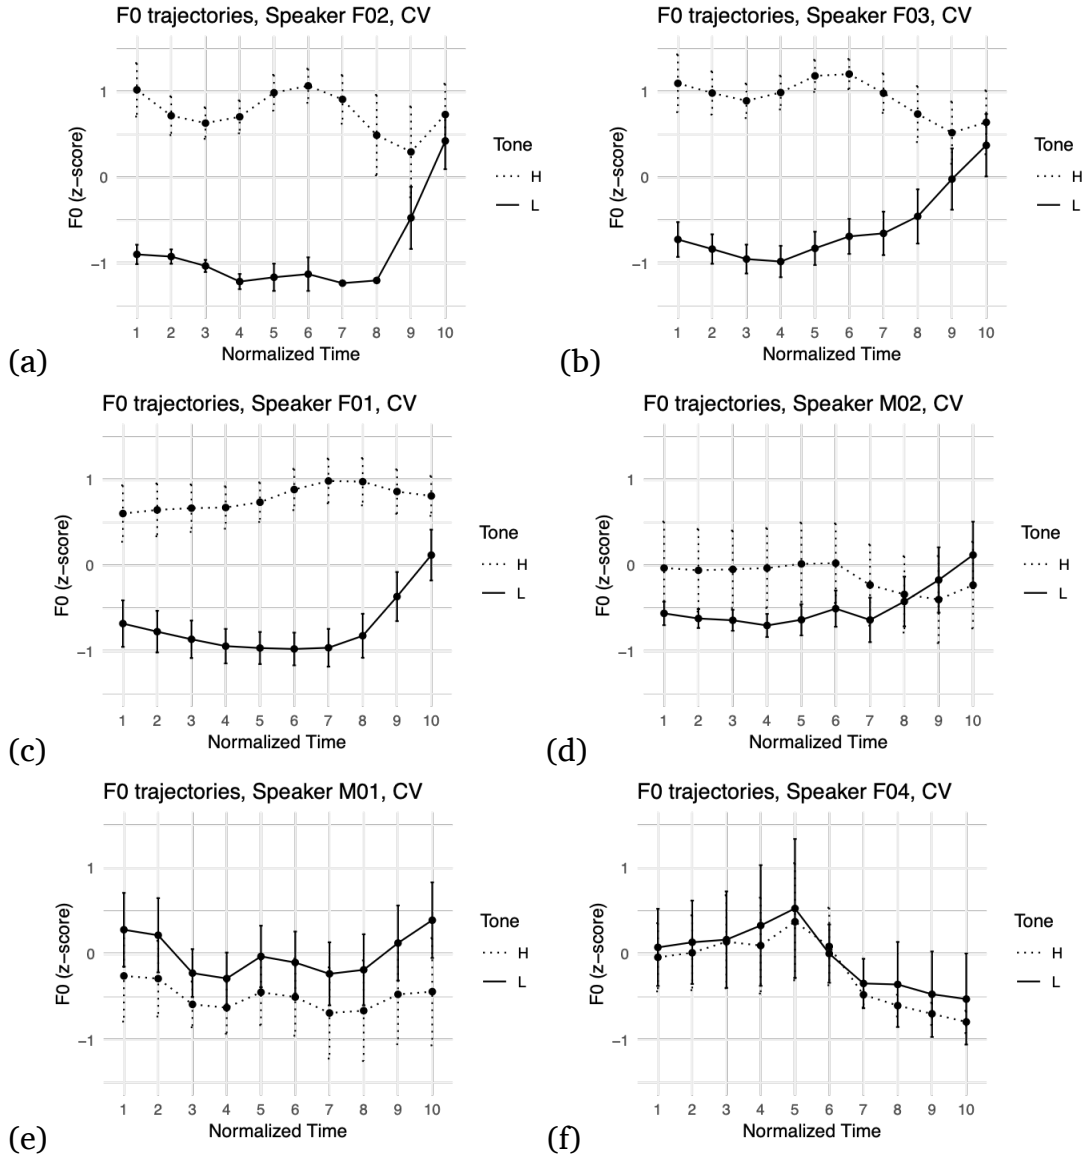 F0 trajectories, Speaker F02, CV
F0 (z−score)
1
0
−1
1 2 3 4 5 6 7 8 9 10
Normalized Time
Tone
H
L
(a)
F0 trajectories, Speaker F03, CV
F0 (z−score)
1
0
−1
1 2 3 4 5 6 7 8 9 10
Normalized Time
Tone
H
L
(b)
F0 trajectories, Speaker F01, CV
F0 (z−score)
1
0
−1
1 2 3 4 5 6 7 8 9 10
Normalized Time
Tone
H
L
(c)
F0 trajectories, Speaker M02, CV
F0 (z−score)
1
0
−1
1 2 3 4 5 6 7 8 9 10
Normalized Time
Tone
H
L
(d)
F0 trajectories, Speaker M01, CV
F0 (z−score)
1
0
−1
1 2 3 4 5 6 7 8 9 10
Normalized Time
Tone
H
L
(e)
F0 trajectories, Speaker F04, CV
F0 (z−score)
1
0
−1
1 2 3 4 5 6 7 8 9 10
Normalized Time
Tone
H
L
(f)